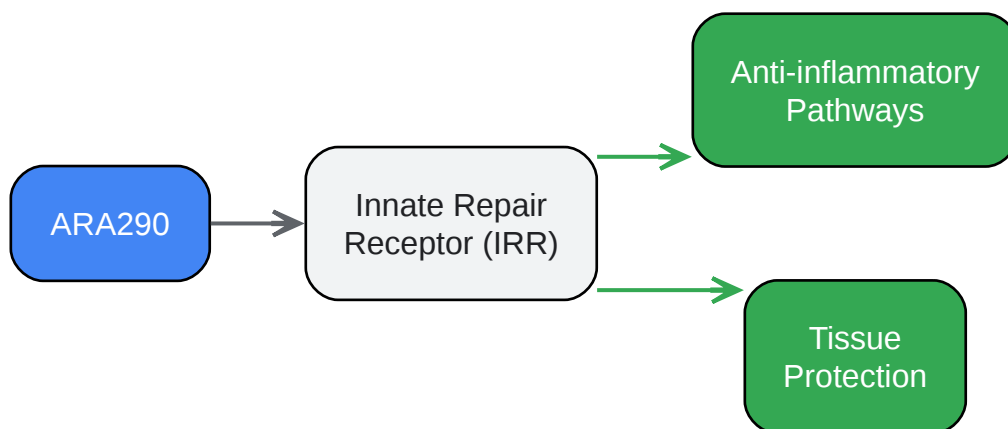 ARA290
Innate Repair
Receptor (IRR)
Anti-inflammatory
Pathways
Tissue
Protection